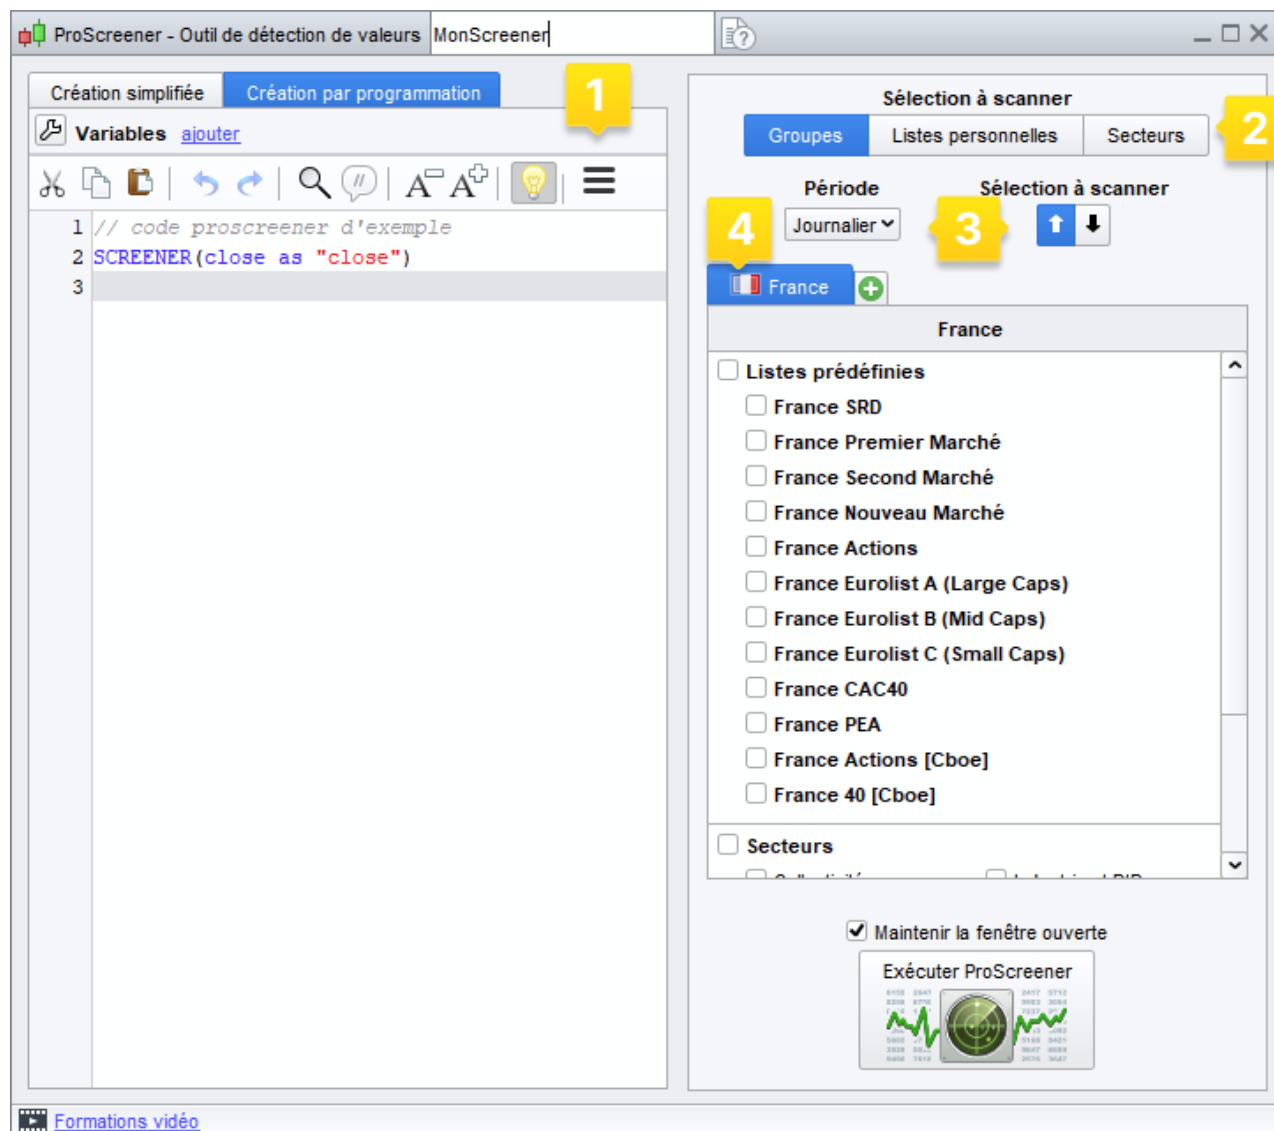 ProScreener - Outil de détection de valeurs MonScreener
Création simplifiée Création par programmation
1
Variables ajouter
1 // code proscreener d'exemple
2 SCREENER(close as "close")
3
Sélection à scanner
Groupes Listes personnelles Secteurs
2
Période Sélection à scanner
Journalier
3
4
France
France
Listes prédéfinies
France SRD
France Premier Marché
France Second Marché
France Nouveau Marché
France Actions
France Eurolist A (Large Caps)
France Eurolist B (Mid Caps)
France Eurolist C (Small Caps)
France CAC40
France PEA
France Actions [Cboe]
France 40 [Cboe]
Secteurs
Maintenir la fenêtre ouverte
Exécuter ProScreener
Formations vidéo